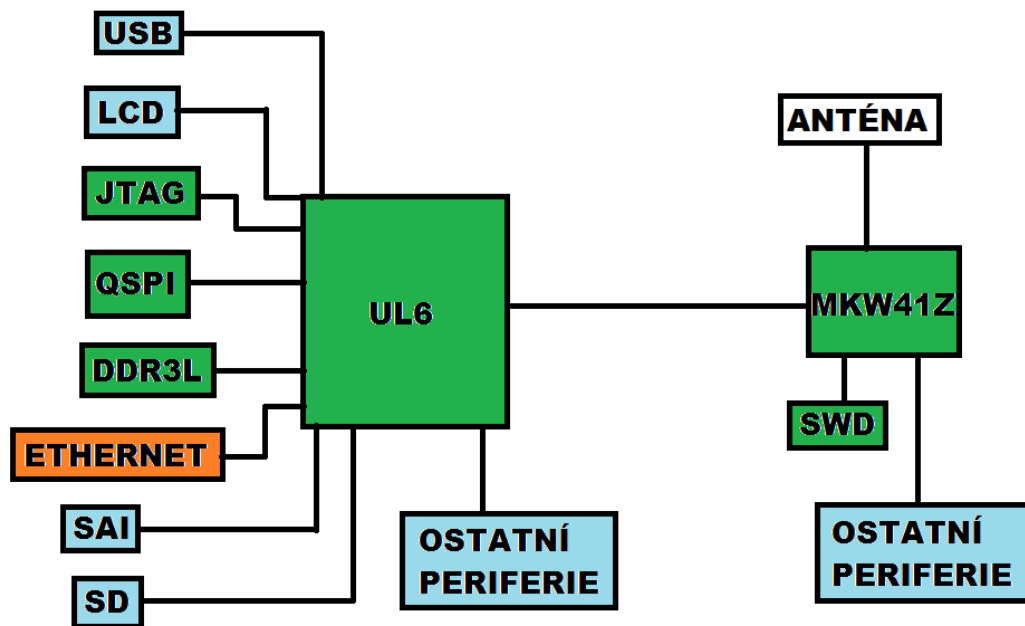 USB
LCD
JTAG
QSPI
DDR3L
ETHERNET
SAI
SD
UL6
OSTATNÍ
PERIFERIE
ANTÉNA
MKW41Z
SWD
OSTATNÍ
PERIFERIE